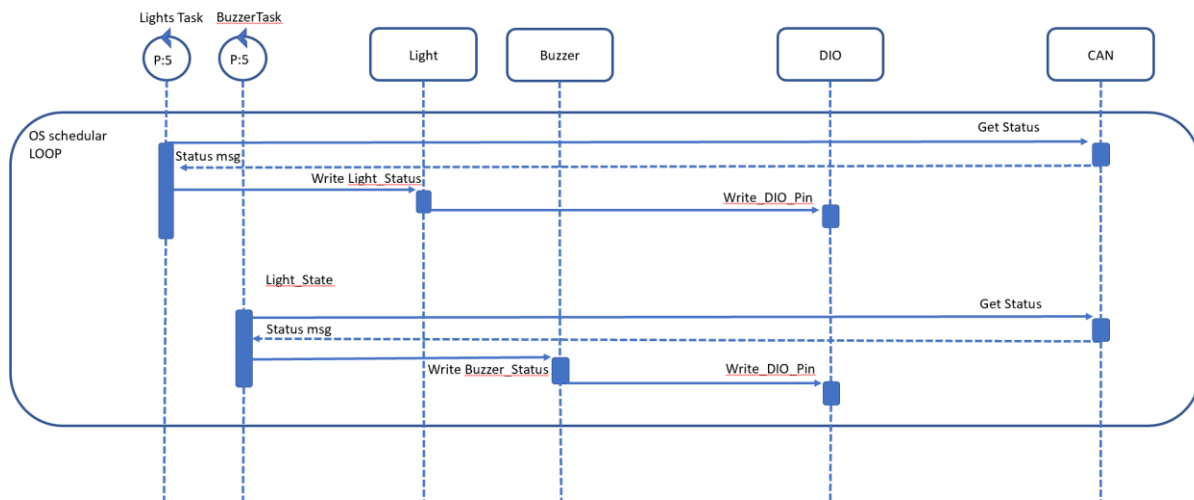 Lights Task
BuzzerTask
P:5
P:5
Light
Buzzer
DIO
CAN
OS schedular
LOOP
Get Status
Status msg
Write Light_Status
Write_DIO_Pin
Light_State
Get Status
Status msg
Write Buzzer_Status
Write_DIO_Pin